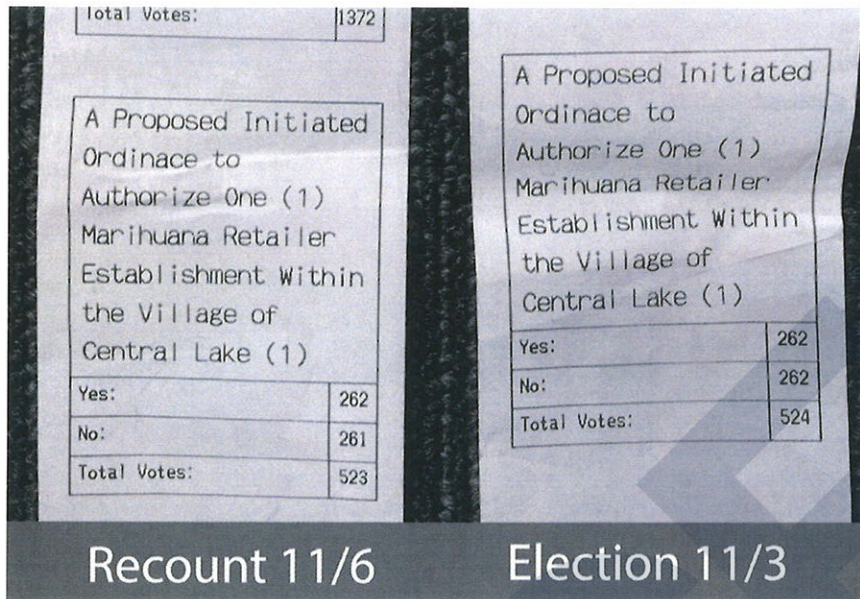 Total Votes: 1372
A Proposed Initiated
Ordinace to
Authorize One (1)
Marihuana Retailer
Establishment Within
the Village of
Central Lake (1)
Yes: 262
No: 261
Total Votes: 523
Recount 11/6
A Proposed Initiated
Ordinace to
Authorize One (1)
Marihuana Retailer
Establishment Within
the Village of
Central Lake (1)
Yes: 262
No: 262
Total Votes: 524
Election 11/3